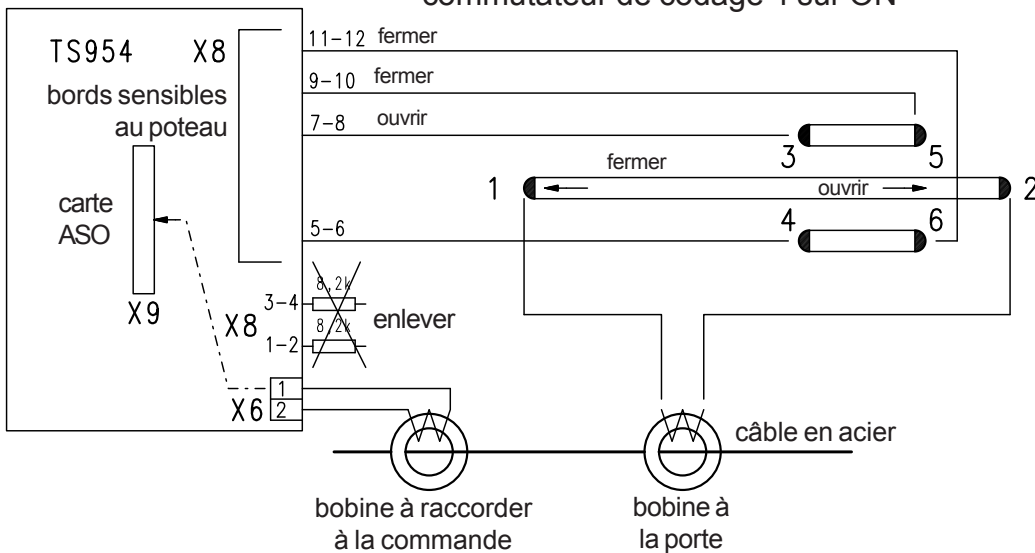 commutateur de codage 4 sur ON
TS954 X8
bords sensibles
au poteau
carte
ASO
X9
11-12 fermer
9-10 fermer
7-8 ouvrir
3 5
fermer
1 ouvrir 2
4 6
5-6
8,2k
3-4
X8 enlever
8,2k
1-2
1
X6 2
câble en acier
bobine à raccorder
à la commande
bobine à
la porte